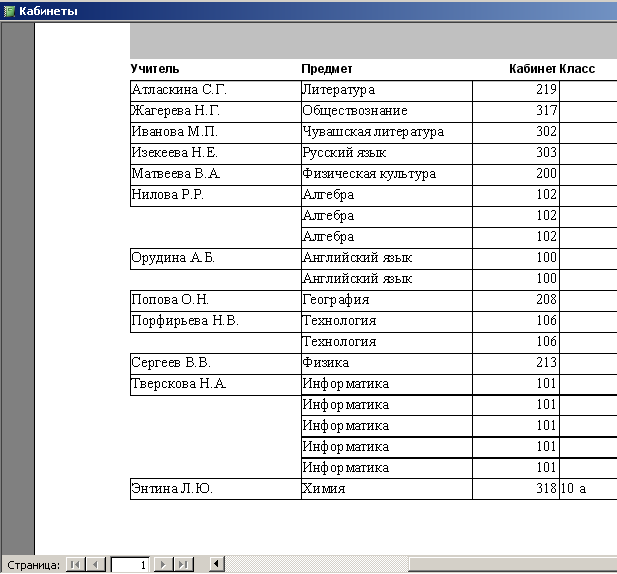 Кабинеты
Учитель Предмет Кабинет Класс
Атласкина С.Г. Литература 219
Жагерева Н.Г. Обществознание 317
Иванова М.П. Чувашская литература 302
Изекеева Н.Е. Русский язык 303
Матвеева В.А. Физическая культура 200
Нилова Р.Р. Алгебра 102
Алгебра 102
Алгебра 102
Орудина А.Б. Английский язык 100
Английский язык 100
Попова О.Н. География 208
Порфирьева Н.В. Технология 106
Технология 106
Сергеев В.В. Физика 213
Тверскова Н.А. Информатика 101
Информатика 101
Информатика 101
Информатика 101
Информатика 101
Энтина Л.Ю. Химия 318 10 а
Страница: 1